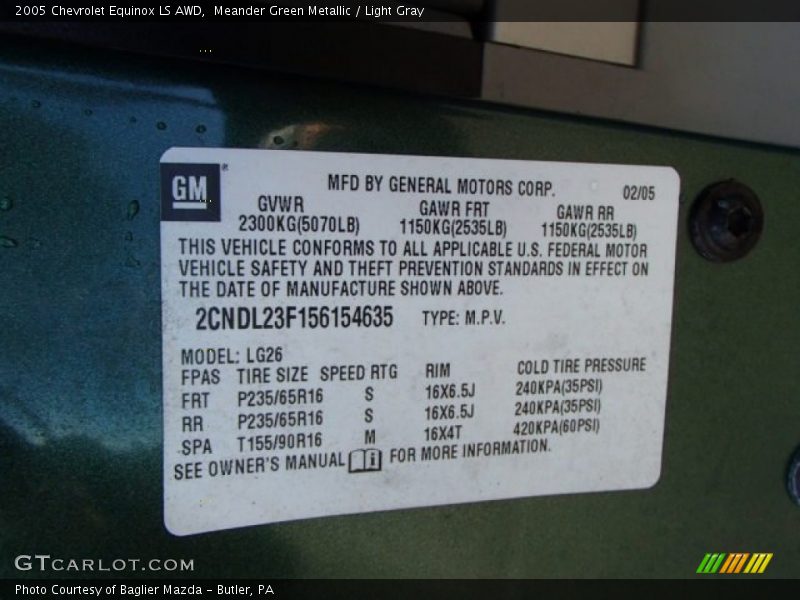 2005 Chevrolet Equinox LS AWD,  Meander Green Metallic / Light Gray
GM®
MFD BY GENERAL MOTORS CORP.
02/05
GVWR GAWR FRT GAWR RR
2300KG(5070LB) 1150KG(2535LB) 1150KG(2535LB)
THIS VEHICLE CONFORMS TO ALL APPLICABLE U.S. FEDERAL MOTOR
VEHICLE SAFETY AND THEFT PREVENTION STANDARDS IN EFFECT ON
THE DATE OF MANUFACTURE SHOWN ABOVE.
2CNDL23F156154635 TYPE: M.P.V.
MODEL: LG26
FPAS TIRE SIZE SPEED RTG RIM COLD TIRE PRESSURE
FRT P235/65R16 S 16X6.5J 240KPA(35PSI)
RR P235/65R16 S 16X6.5J 240KPA(35PSI)
SPA T155/90R16 M 16X4T 420KPA(60PSI)
SEE OWNER'S MANUAL i FOR MORE INFORMATION.
GTCARLOT.COM
Photo Courtesy of Baglier Mazda - Butler, PA